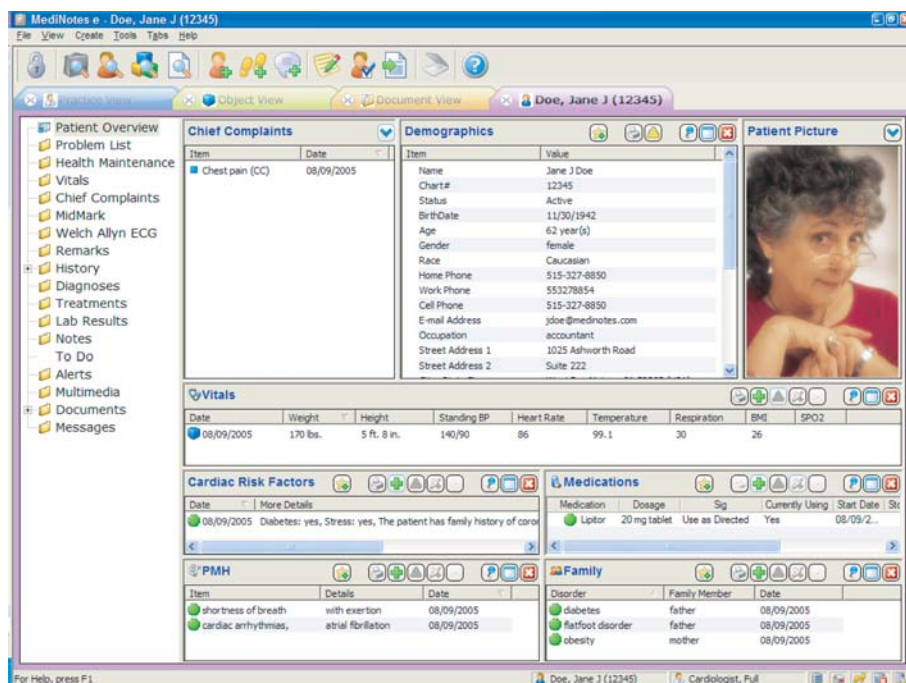 MediNotes e - Doe, Jane J (12345)
File View Create Tools Tabs Help
Practice View Object View Document View Doe, Jane J (12345)
Patient Overview
Problem List
Health Maintenance
Vitals
Chief Complaints
MidMark
Welch Allyn ECG
Remarks
History
Diagnoses
Treatments
Lab Results
Notes
To Do
Alerts
Multimedia
Documents
Messages
Chief Complaints
Item Date
Chest pain (CC) 08/09/2005
Demographics
Item Value
Name Jane J Doe
Chart# 12345
Status Active
BirthDate 11/30/1942
Age 62 year(s)
Gender female
Race Caucasian
Home Phone 515-327-8850
Work Phone 553278854
Cell Phone 515-327-8850
E-mail Address jdoe@medinotes.com
Occupation accountant
Street Address 1 1025 Ashworth Road
Street Address 2 Suite 222
Patient Picture
Vitals
Date Weight Height Standing BP Heart Rate Temperature Respiration BMI SPO2
08/09/2005 170 lbs. 5 ft. 8 in. 140/90 86 99.1 30 26
Cardiac Risk Factors
Date More Details
08/09/2005 Diabetes: yes, Stress: yes, The patient has family history of coror
Medications
Medication Dosage Sig Currently Using Start Date Stc
Lipitor 20 mg tablet Use as Directed Yes 08/09/2...
PMH
Item Details Date
shortness of breath with exertion 08/09/2005
cardiac arrhythmias, atrial fibrillation 08/09/2005
Family
Disorder Family Member Date
diabetes father 08/09/2005
flatfoot disorder father 08/09/2005
obesity mother 08/09/2005
For Help, press F1 Doe, Jane J (12345) Cardiologist, Full